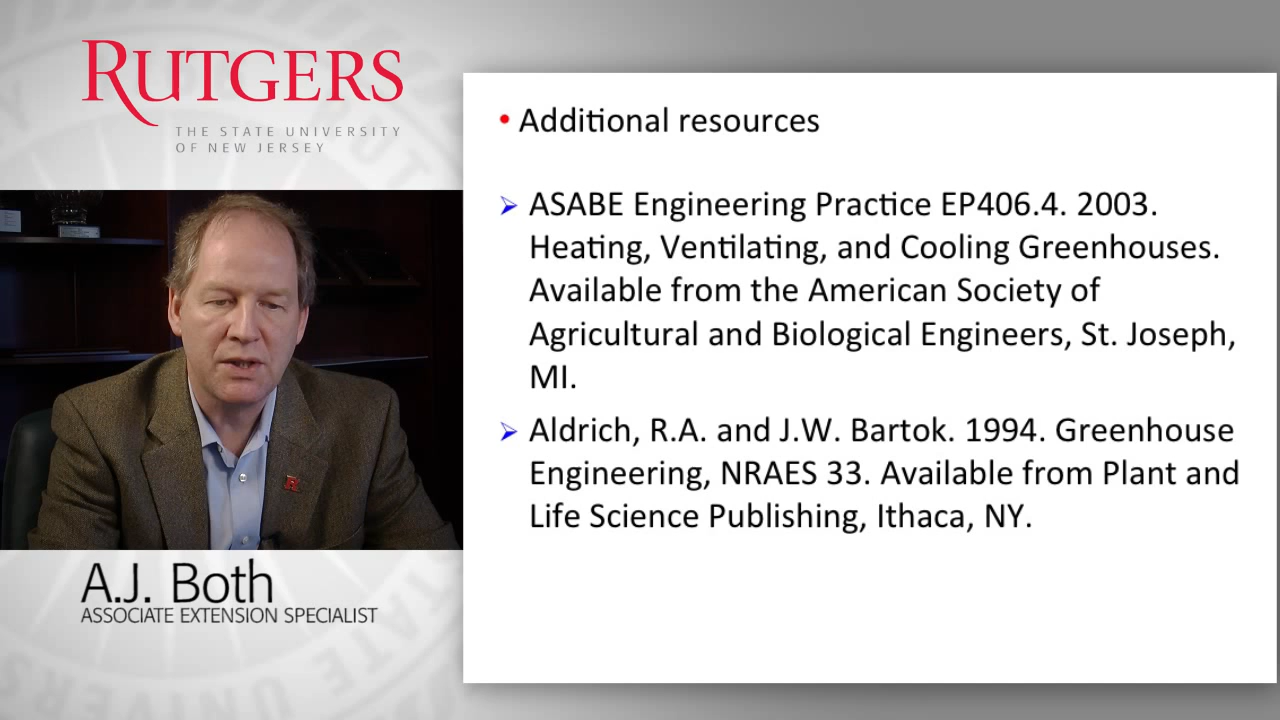 RUTGERS
THE STATE UNIVERSITY
OF NEW JERSEY
A.J. Both
ASSOCIATE EXTENSION SPECIALIST
• Additional resources
➢ ASABE Engineering Practice EP406.4. 2003.
Heating, Ventilating, and Cooling Greenhouses.
Available from the American Society of
Agricultural and Biological Engineers, St. Joseph,
MI.
➢ Aldrich, R.A. and J.W. Bartok. 1994. Greenhouse
Engineering, NRAES 33. Available from Plant and
Life Science Publishing, Ithaca, NY.